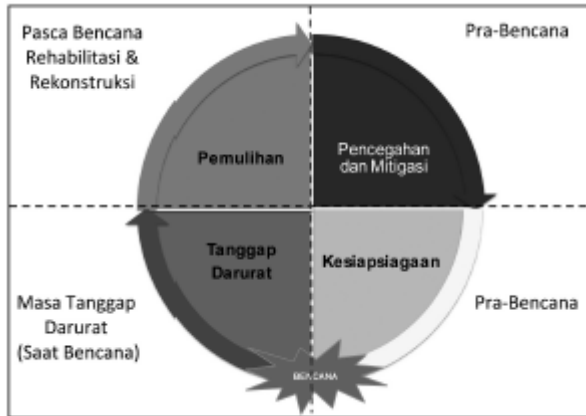 Pasca Bencana
Rehabilitasi &
Rekonstruksi
Pra-Bencana
Pemulihan
Pencegahan
dan Mitigasi
Tanggap
Darurat
Kesiapsiagaan
Masa Tanggap
Darurat
(Saat Bencana)
Pra-Bencana
BENCANA